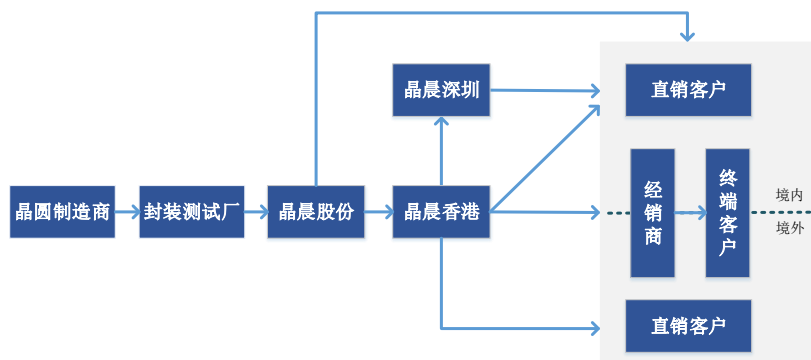 晶晨深圳
直销客户
晶圆制造商
封装测试厂
晶晨股份
晶晨香港
经销商
终端客户
境内
境外
直销客户